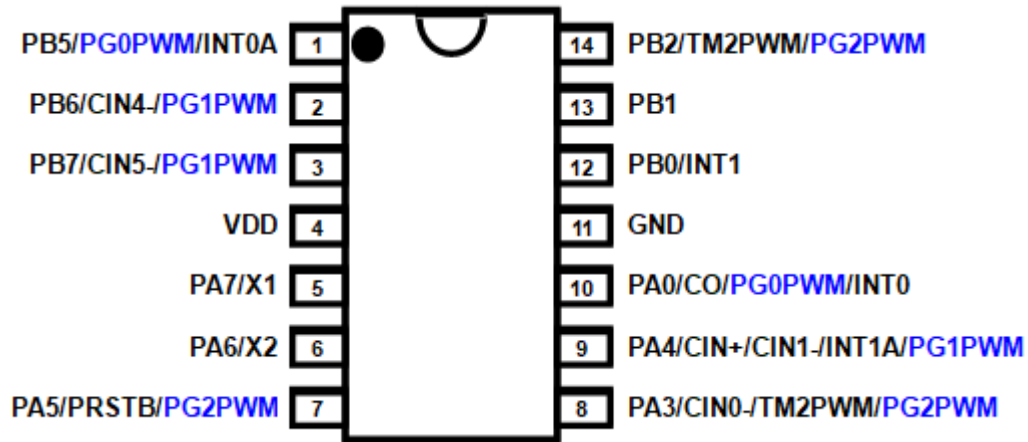 PB5/PG0PWM/INT0A 1 14 PB2/TM2PWM/PG2PWM
PB6/CIN4-/PG1PWM 2 13 PB1
PB7/CIN5-/PG1PWM 3 12 PB0/INT1
VDD 4 11 GND
PA7/X1 5 10 PA0/CO/PG0PWM/INT0
PA6/X2 6 9 PA4/CIN+/CIN1-/INT1A/PG1PWM
PA5/PRSTB/PG2PWM 7 8 PA3/CIN0-/TM2PWM/PG2PWM